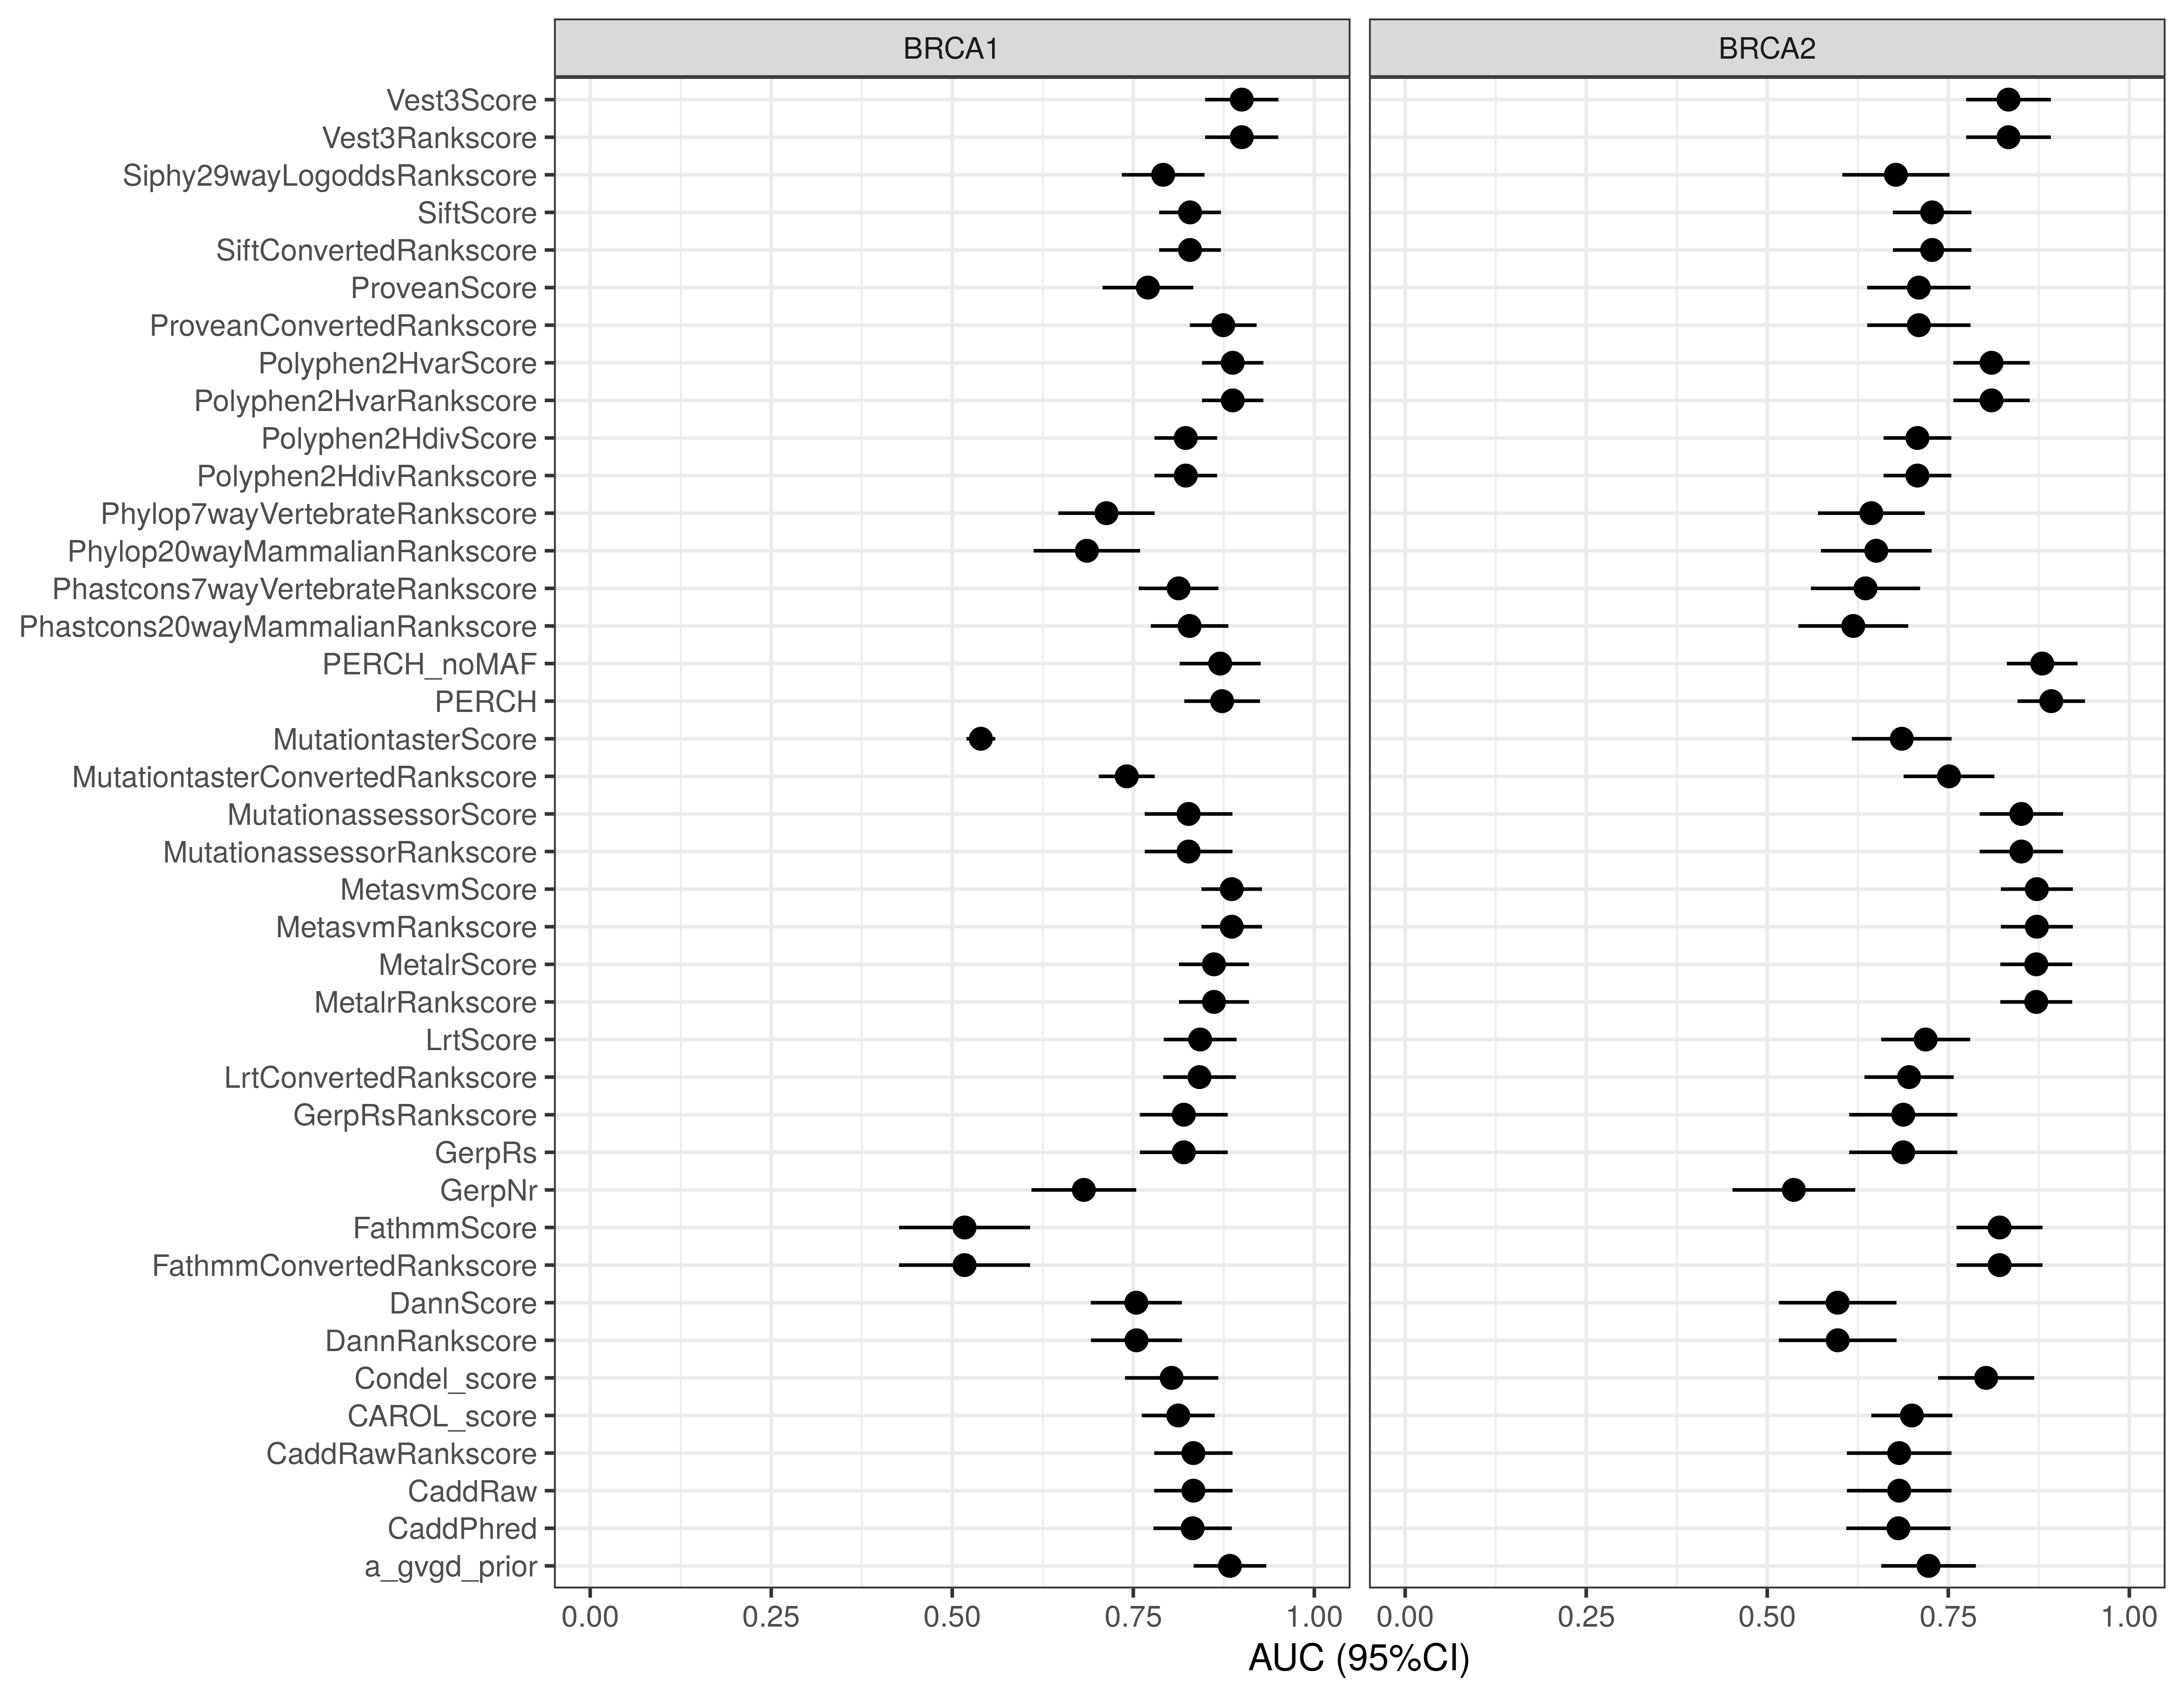 BRCA1
BRCA2
Vest3Score
Vest3Rankscore
Siphy29wayLogoddsRankscore
SiftScore
SiftConvertedRankscore
ProveanScore
ProveanConvertedRankscore
Polyphen2HvarScore
Polyphen2HvarRankscore
Polyphen2HdivScore
Polyphen2HdivRankscore
Phylop7wayVertebrateRankscore
Phylop20wayMammalianRankscore
Phastcons7wayVertebrateRankscore
Phastcons20wayMammalianRankscore
PERCH_noMAF
PERCH
MutationtasterScore
MutationtasterConvertedRankscore
MutationassessorScore
MutationassessorRankscore
MetasvmScore
MetasvmRankscore
MetalrScore
MetalrRankscore
LrtScore
LrtConvertedRankscore
GerpRsRankscore
GerpRs
GerpNr
FathmmScore
FathmmConvertedRankscore
DannScore
DannRankscore
Condel_score
CAROL_score
CaddRawRankscore
CaddRaw
CaddPhred
a_gvgd_prior
0.00 0.25 0.50 0.75 1.00 0.00 0.25 0.50 0.75 1.00
AUC (95%CI)